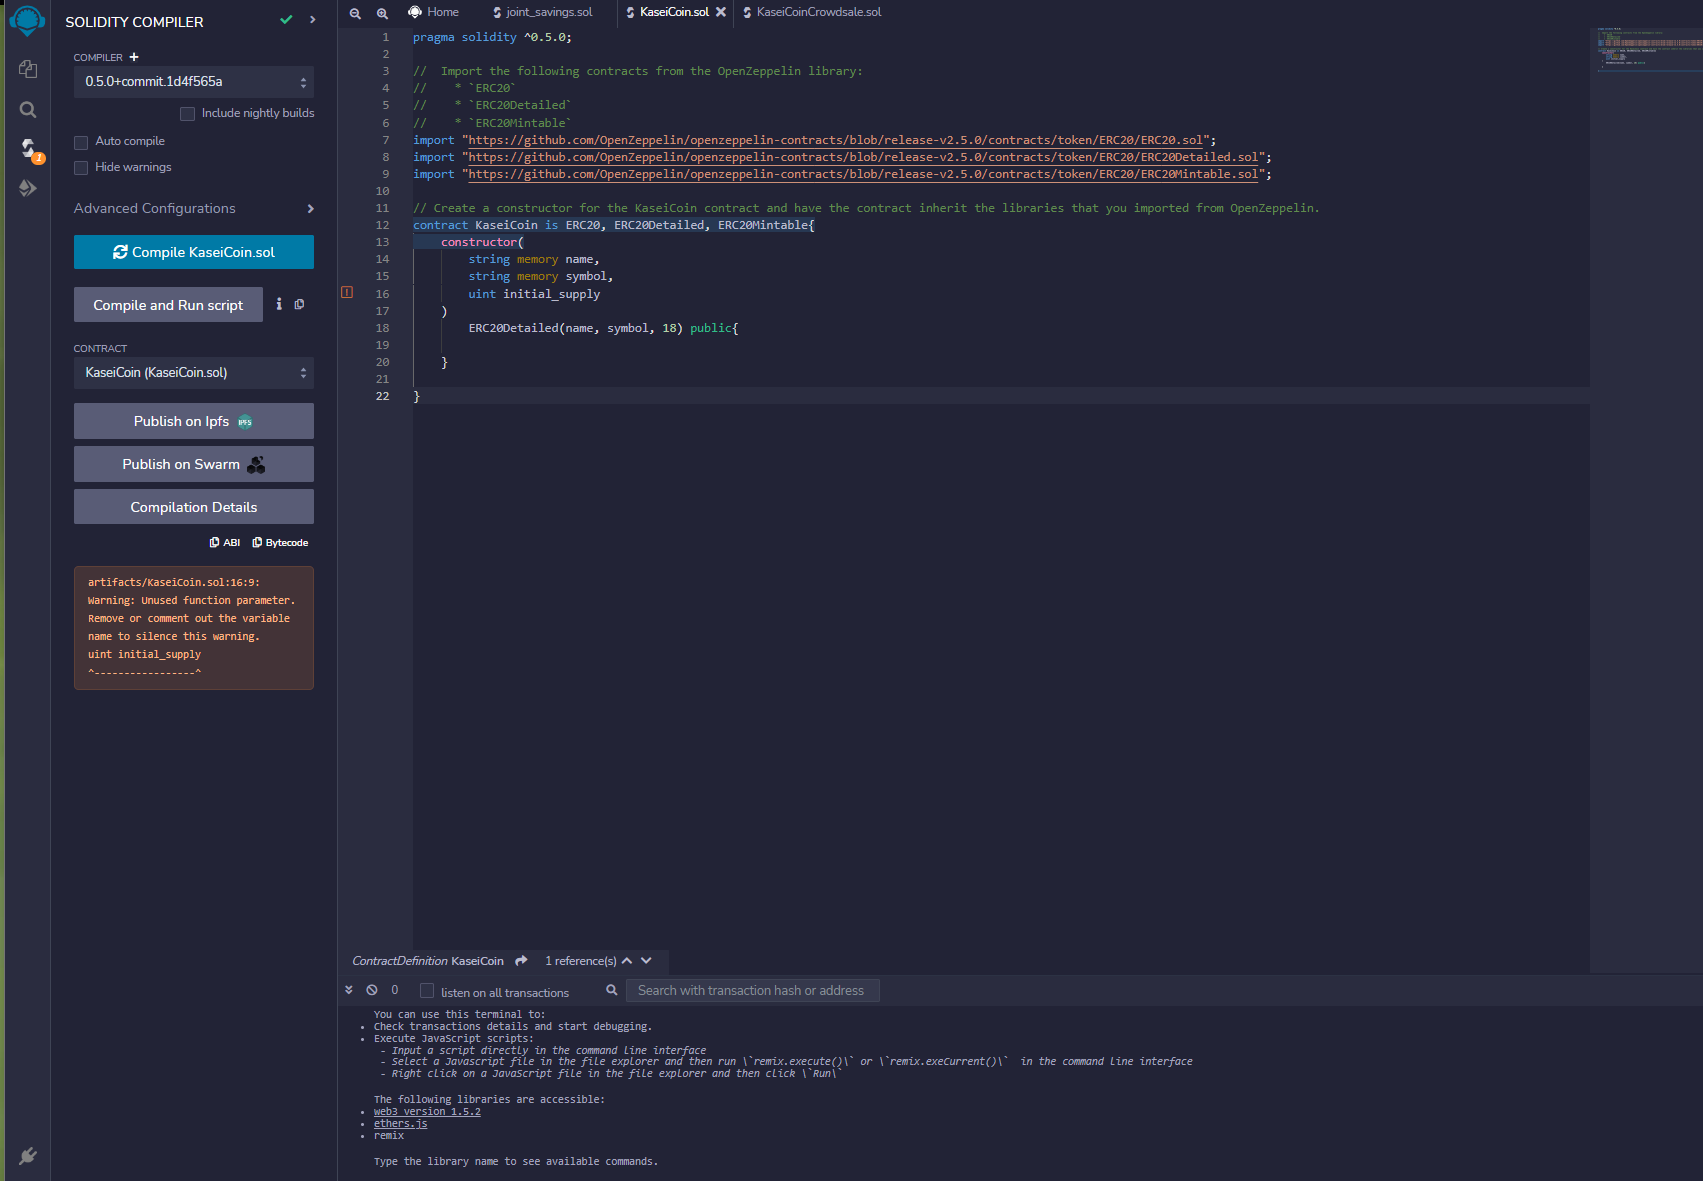 SOLIDITY COMPILER
COMPILER +
0.5.0+commit.1d4f565a
Include nightly builds
Auto compile
Hide warnings
1
Advanced Configurations
Compile KaseiCoin.sol
Compile and Run script
CONTRACT
KaseiCoin (KaseiCoin.sol)
Publish on Ipfs IPFS
Publish on Swarm
Compilation Details
ABI Bytecode
artifacts/KaseiCoin.sol:16:9:
Warning: Unused function parameter.
Remove or comment out the variable
name to silence this warning.
uint initial_supply
^-----------------^
Home joint_savings.sol KaseiCoin.sol KaseiCoinCrowdsale.sol
1 pragma solidity ^0.5.0;
2
3 //  Import the following contracts from the OpenZeppelin library:
4 //    * `ERC20`
5 //    * `ERC20Detailed`
6 //    * `ERC20Mintable`
7 import "https://github.com/OpenZeppelin/openzeppelin-contracts/blob/release-v2.5.0/contracts/token/ERC20/ERC20.sol";
8 import "https://github.com/OpenZeppelin/openzeppelin-contracts/blob/release-v2.5.0/contracts/token/ERC20/ERC20Detailed.sol";
9 import "https://github.com/OpenZeppelin/openzeppelin-contracts/blob/release-v2.5.0/contracts/token/ERC20/ERC20Mintable.sol";
10
11 // Create a constructor for the KaseiCoin contract and have the contract inherit the libraries that you imported from OpenZeppelin.
12 contract KaseiCoin is ERC20, ERC20Detailed, ERC20Mintable{
13     constructor(
14         string memory name,
15         string memory symbol,
16         uint initial_supply
17     )
18         ERC20Detailed(name, symbol, 18) public{
19
20     }
21
22 }
ContractDefinition KaseiCoin 1 reference(s)
0 listen on all transactions Search with transaction hash or address
You can use this terminal to:
• Check transactions details and start debugging.
• Execute JavaScript scripts:
- Input a script directly in the command line interface
- Select a Javascript file in the file explorer and then run \`remix.execute()\` or \`remix.exeCurrent()\`  in the command line interface
- Right click on a JavaScript file in the file explorer and then click \`Run\`
The following libraries are accessible:
• web3 version 1.5.2
• ethers.js
• remix
Type the library name to see available commands.